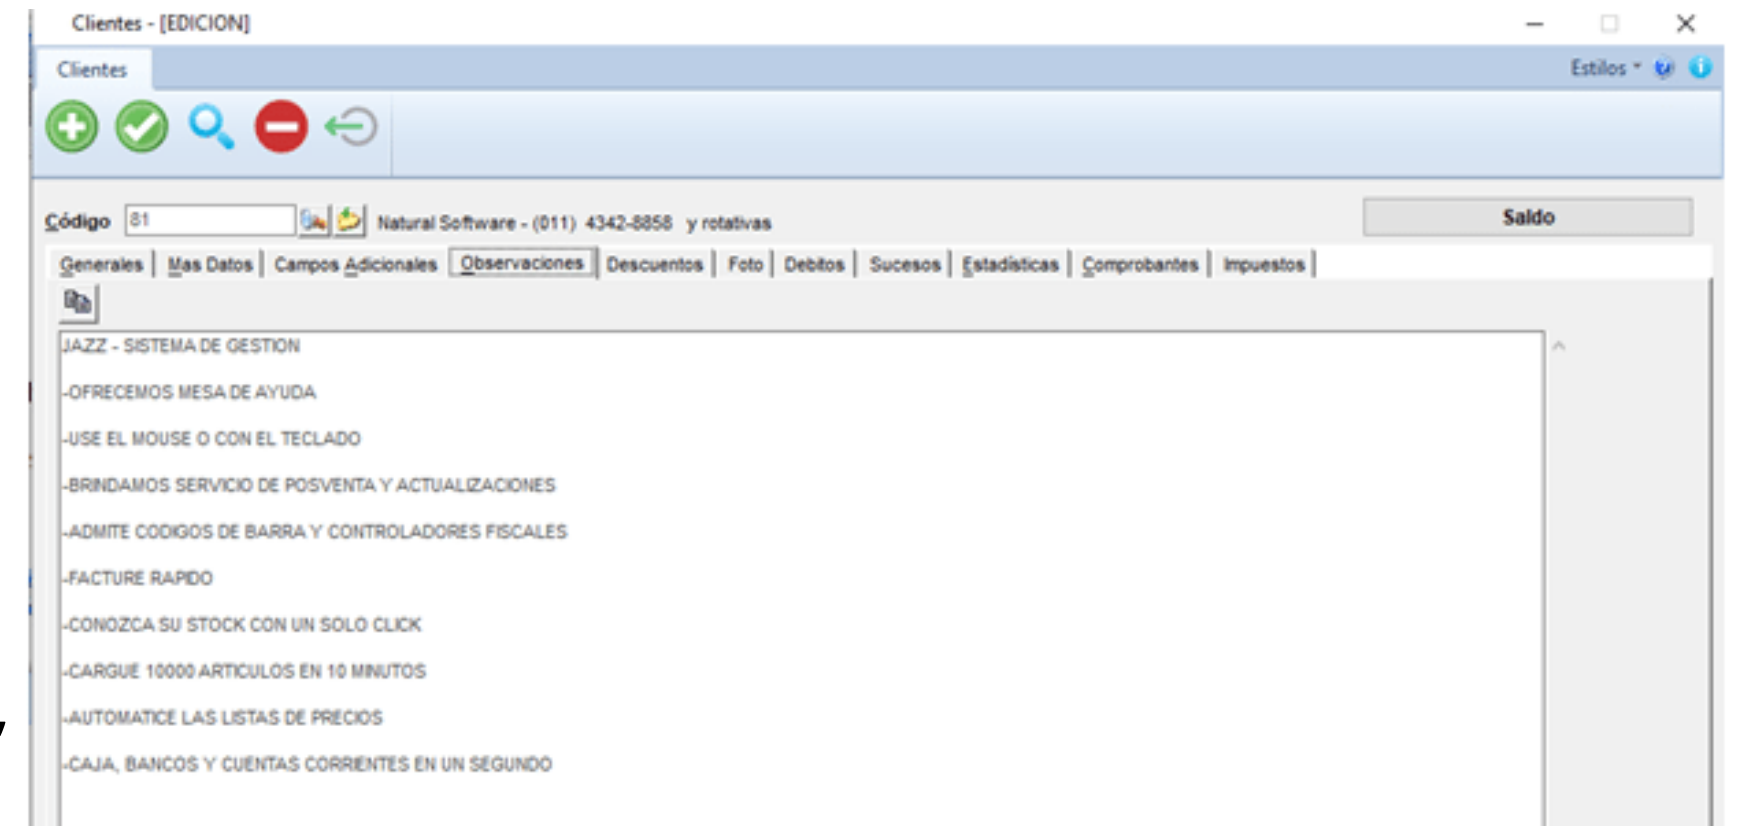 Clientes - [EDICION]
Clientes
Estilos
Código 81 Natural Software - (011) 4342-8858 y rotativas Saldo
Generales Mas Datos Campos Adicionales Observaciones Descuentos Foto Debitos Sucesos Estadísticas Comprobantes Impuestos
JAZZ - SISTEMA DE GESTION
-OFRECEMOS MESA DE AYUDA
-USE EL MOUSE O CON EL TECLADO
-BRINDAMOS SERVICIO DE POSVENTA Y ACTUALIZACIONES
-ADMITE CODIGOS DE BARRA Y CONTROLADORES FISCALES
-FACTURE RAPIDO
-CONOZCA SU STOCK CON UN SOLO CLICK
-CARGUE 10000 ARTICULOS EN 10 MINUTOS
-AUTOMATICE LAS LISTAS DE PRECIOS
-CAJA, BANCOS Y CUENTAS CORRIENTES EN UN SEGUNDO